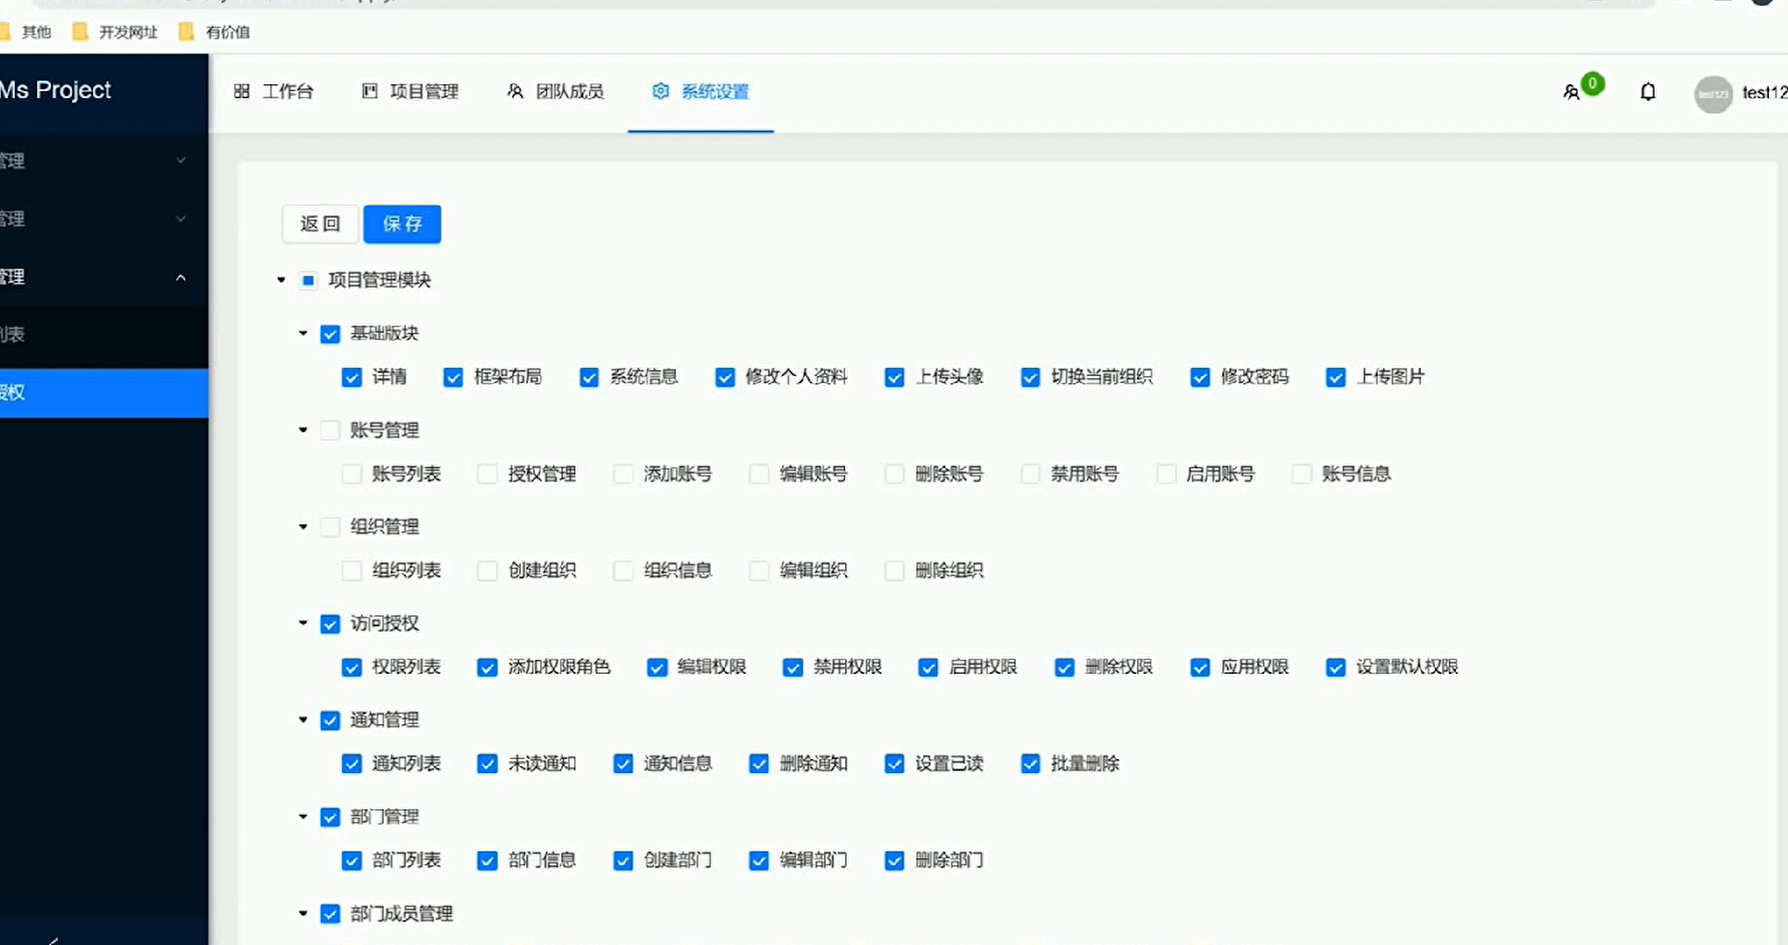 其他 开发网址 有价值
Ms Project 工作台 项目管理 团队成员 系统设置 0 test123 test12
管理
管理
管理
列表
授权
返回 保存
项目管理模块
基础版块
详情 框架布局 系统信息 修改个人资料 上传头像 切换当前组织 修改密码 上传图片
账号管理
账号列表 授权管理 添加账号 编辑账号 删除账号 禁用账号 启用账号 账号信息
组织管理
组织列表 创建组织 组织信息 编辑组织 删除组织
访问授权
权限列表 添加权限角色 编辑权限 禁用权限 启用权限 删除权限 应用权限 设置默认权限
通知管理
通知列表 未读通知 通知信息 删除通知 设置已读 批量删除
部门管理
部门列表 部门信息 创建部门 编辑部门 删除部门
部门成员管理